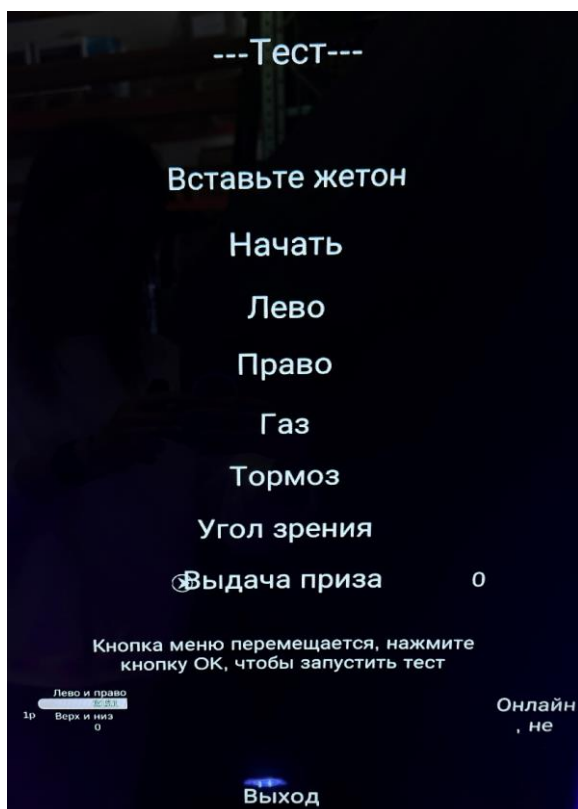 ---Тест---
Вставьте жетон
Начать
Лево
Право
Газ
Тормоз
Угол зрения
Выдача приза 0
Кнопка меню перемещается, нажмите
кнопку ОК, чтобы запустить тест
Лево и право
1p Верх и низ
0
Онлайн
, не
Выход